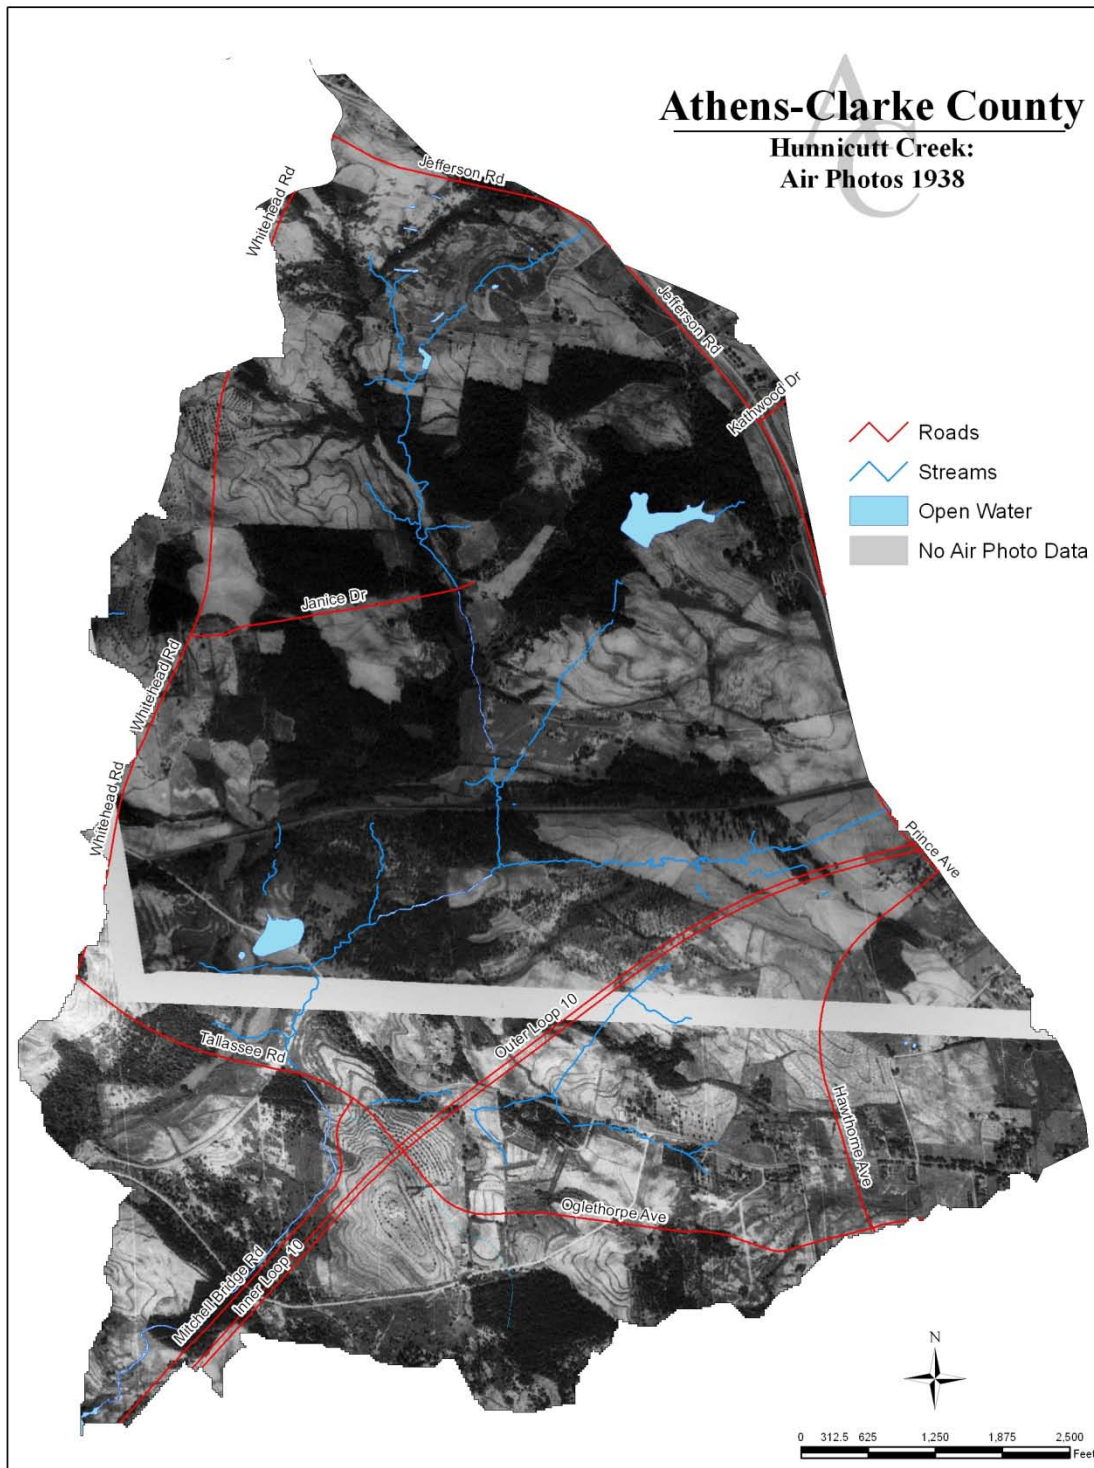 Athens-Clarke County
AC
Hunnicutt Creek:
Air Photos 1938
Jefferson Rd
Whitehead Rd
Jefferson Rd
Kathwood Dr
Roads
Streams
Open Water
No Air Photo Data
Janice Dr
Whitehead Rd
Whitehead Rd
Prince Ave
Outer Loop 10
Tallassee Rd
Hawthorne Ave
Oglethorpe Ave
Mitchell Bridge Rd
Inner Loop 10
N
0 312.5 625 1,250 1,875 2,500
Feet